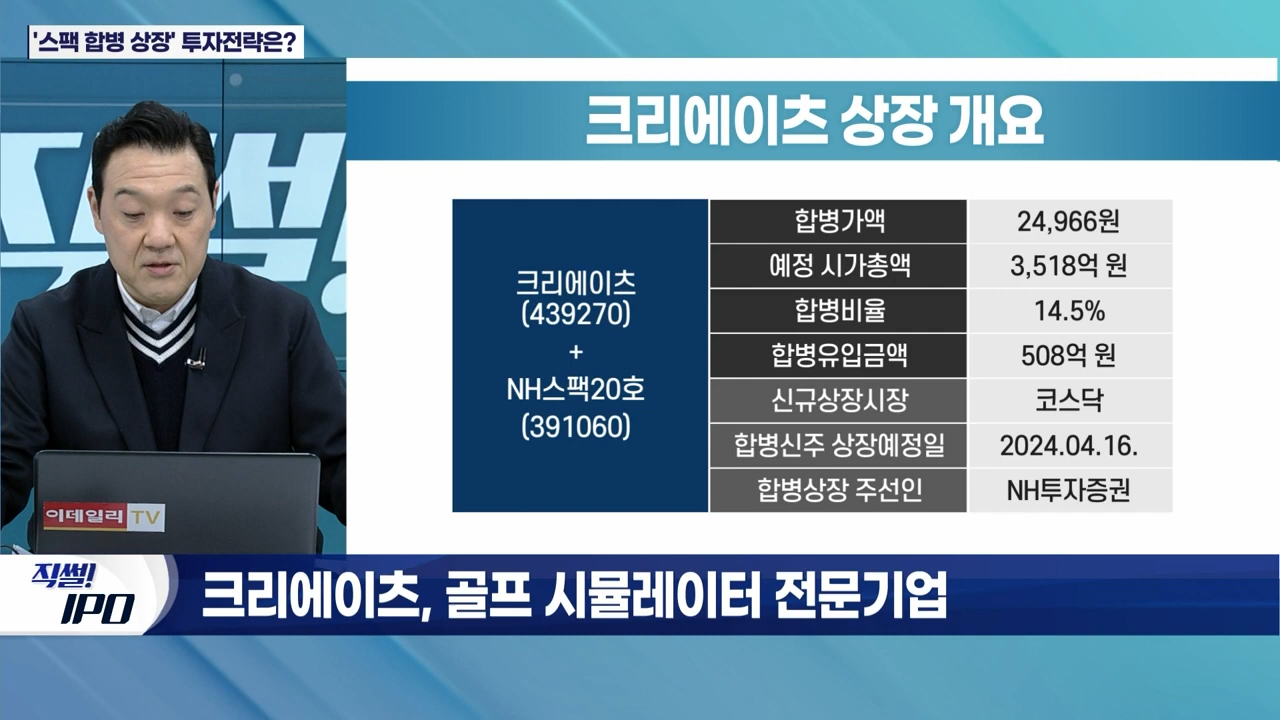 '스팩 합병 상장' 투자전략은?
직썰!
크리에이츠 상장 개요
크리에이츠
(439270)
+
NH스팩20호
(391060)
합병가액 24,966원
예정 시가총액 3,518억 원
합병비율 14.5%
합병유입금액 508억 원
신규상장시장 코스닥
합병신주 상장예정일 2024.04.16.
합병상장 주선인 NH투자증권
이데일리TV
직썰!
IPO
크리에이츠, 골프 시뮬레이터 전문기업